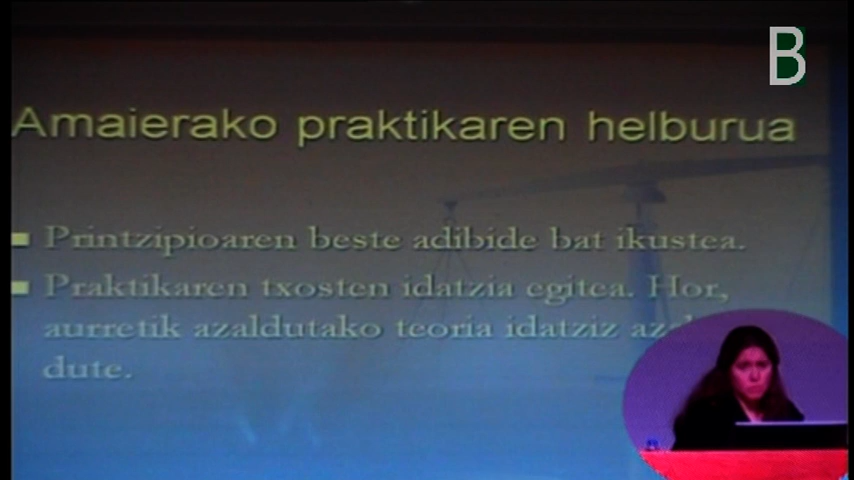 B
Amaierako praktikaren helburua
Printzipioaren beste adibide bat ikustea.
Praktikaren txosten idatzia egitea. Hor,
aurretik azaldutako teoria idatziz
dute.